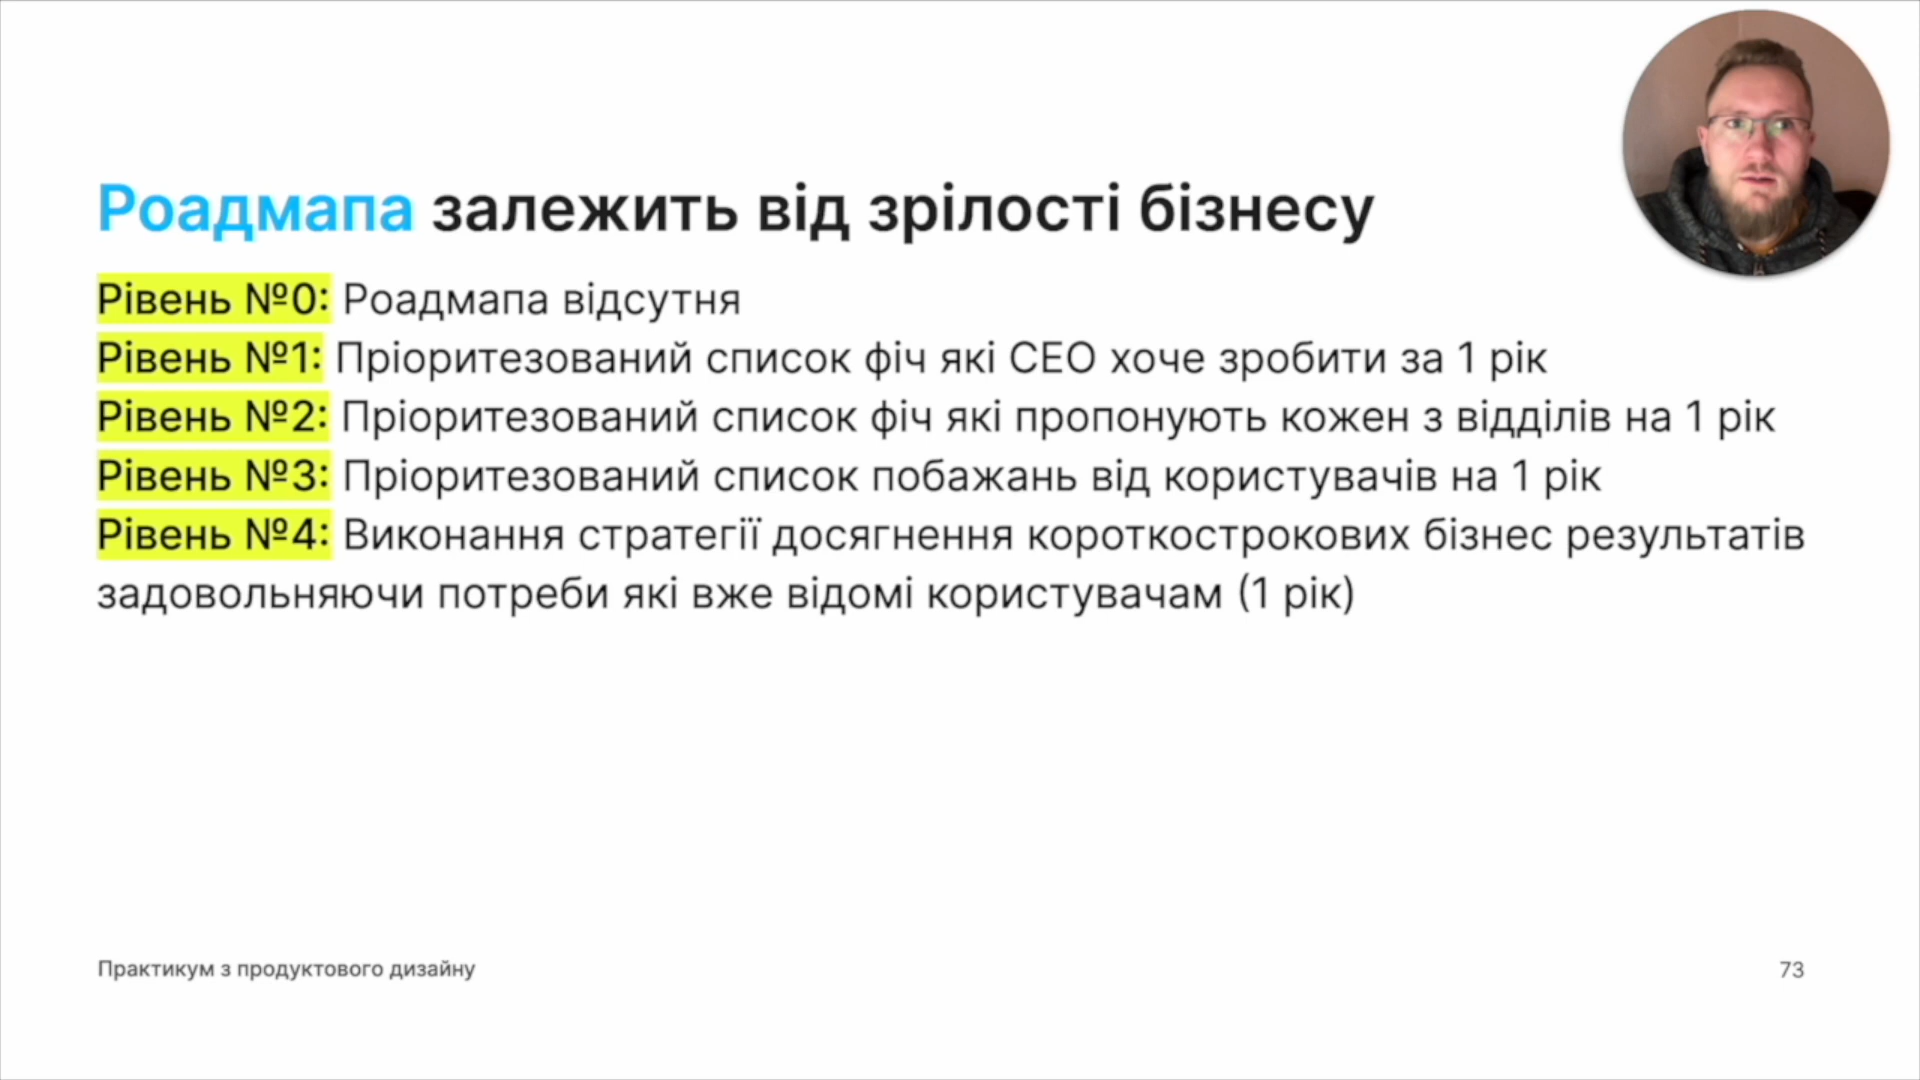 Роадмапа залежить від зрілості бізнесу
Рівень №0: Роадмапа відсутня
Рівень №1: Пріоритезований список фіч які CEO хоче зробити за 1 рік
Рівень №2: Пріоритезований список фіч які пропонують кожен з відділів на 1 рік
Рівень №3: Пріоритезований список побажань від користувачів на 1 рік
Рівень №4: Виконання стратегії досягнення короткострокових бізнес результатів
задовольняючи потреби які вже відомі користувачам (1 рік)
Практикум з продуктового дизайну
73